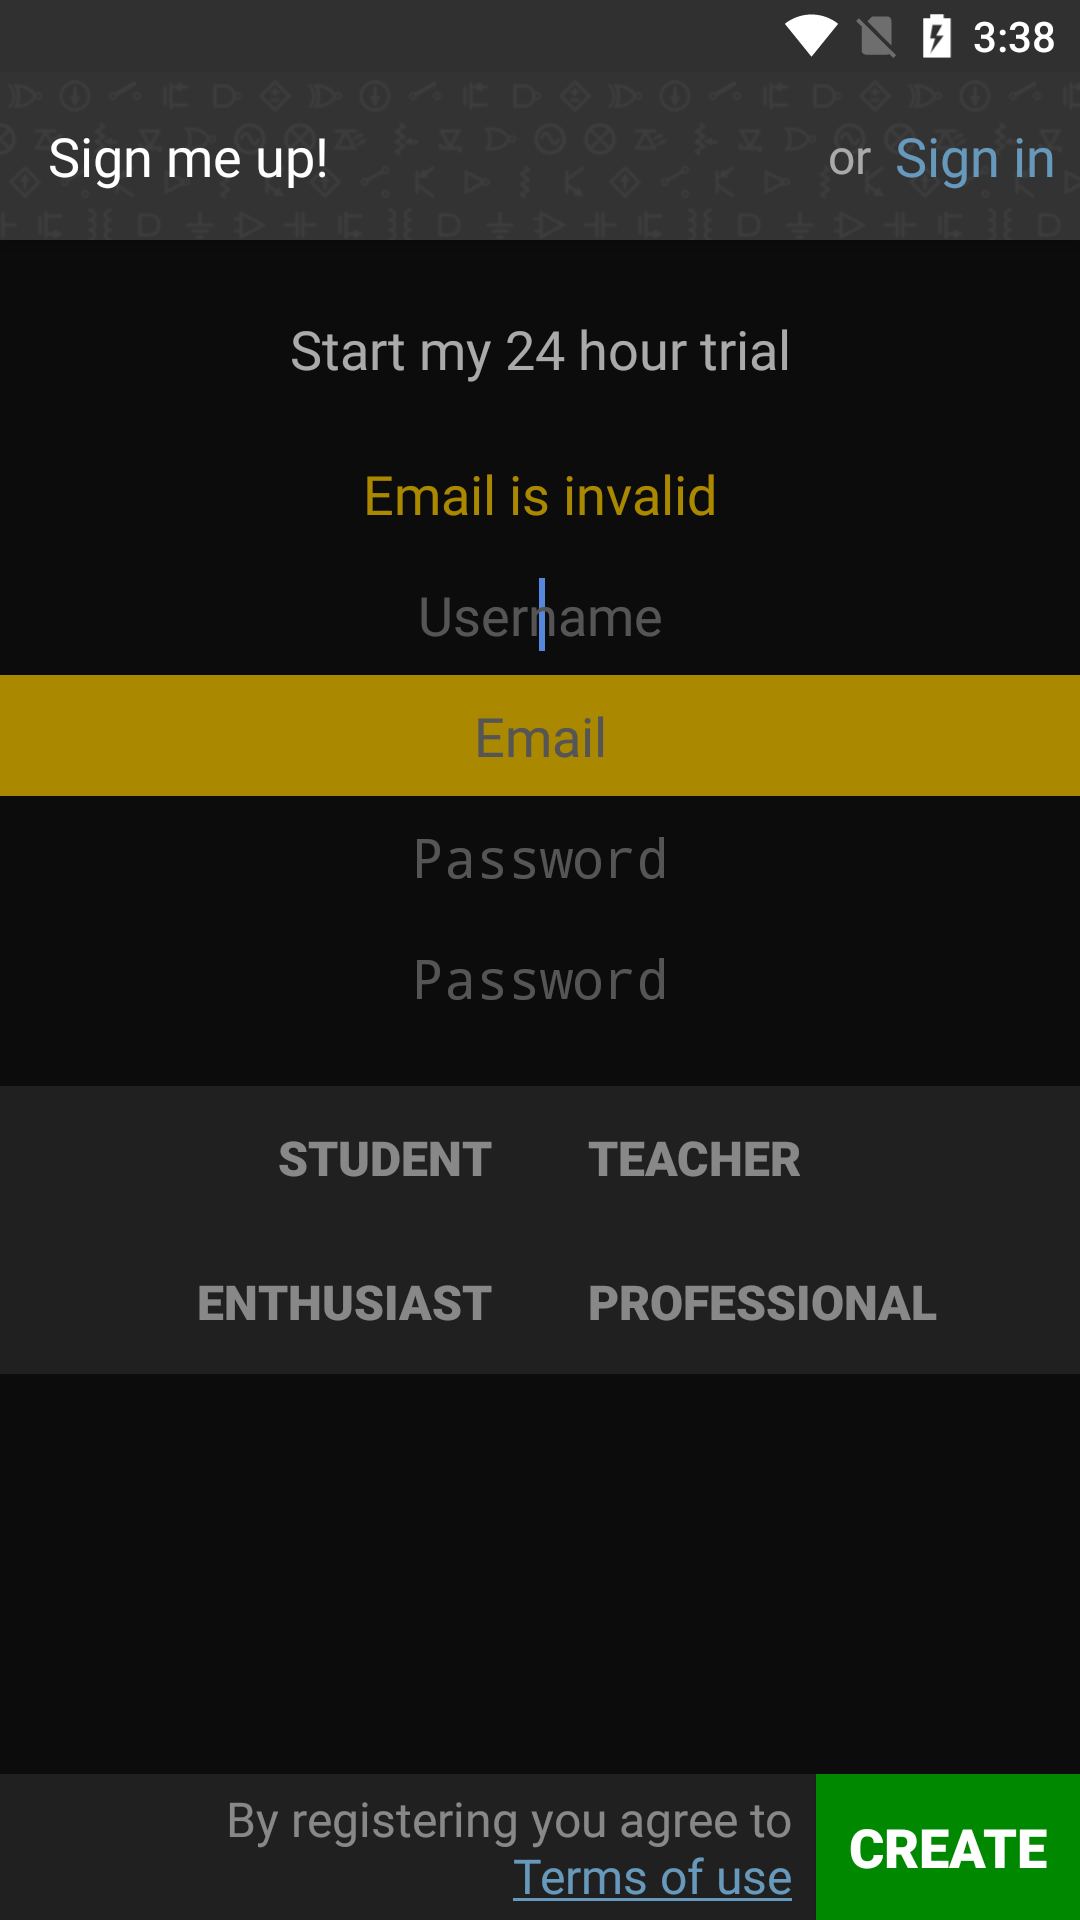 3:38
Sign me up! or Sign in
Start my 24 hour trial
Email is invalid
Username
Email
Password
Password
STUDENT TEACHER
ENTHUSIAST PROFESSIONAL
By registering you agree to
Terms of use
CREATE